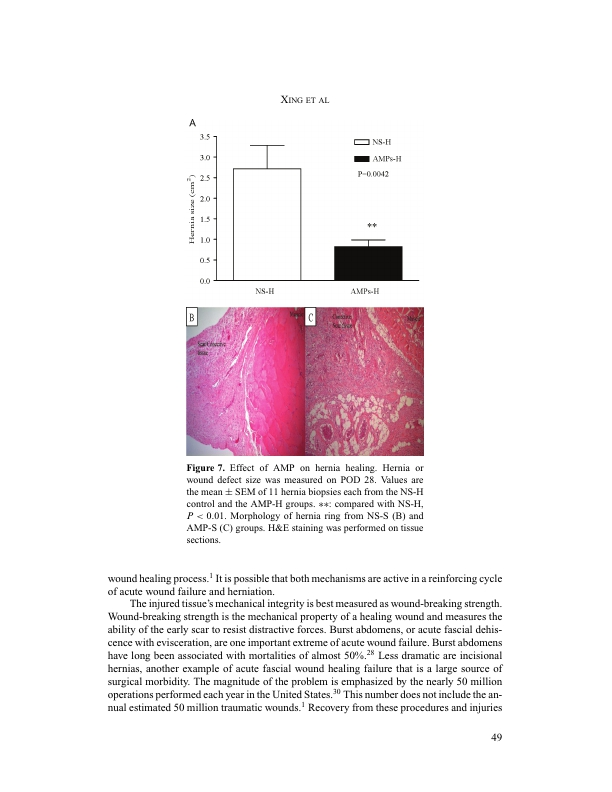 XING ET AL
A
3.5
3.0
2.5
2.0
1.5
1.0
0.5
0.0
Hernin size (cm2)
NS-H
AMPs-H
P=0.0042
**
NS-H
AMPs-H
B
C
Figure 7. Effect of AMP on hernia healing. Hernia or
wound defect size was measured on POD 28. Values are
the mean ± SEM of 11 hernia biopsies each from the NS-H
control and the AMP-H groups. **: compared with NS-H,
P < 0.01. Morphology of hernia ring from NS-S (B) and
AMP-S (C) groups. H&E staining was performed on tissue
sections.
wound healing process.1 It is possible that both mechanisms are active in a reinforcing cycle
of acute wound failure and herniation.
The injured tissue's mechanical integrity is best measured as wound-breaking strength.
Wound-breaking strength is the mechanical property of a healing wound and measures the
ability of the early scar to resist distractive forces. Burst abdomens, or acute fascial dehis-
cence with evisceration, are one important extreme of acute wound failure. Burst abdomens
have long been associated with mortalities of almost 50%.28 Less dramatic are incisional
hernias, another example of acute fascial wound healing failure that is a large source of
surgical morbidity. The magnitude of the problem is emphasized by the nearly 50 million
operations performed each year in the United States.30 This number does not include the an-
nual estimated 50 million traumatic wounds.1 Recovery from these procedures and injuries
49